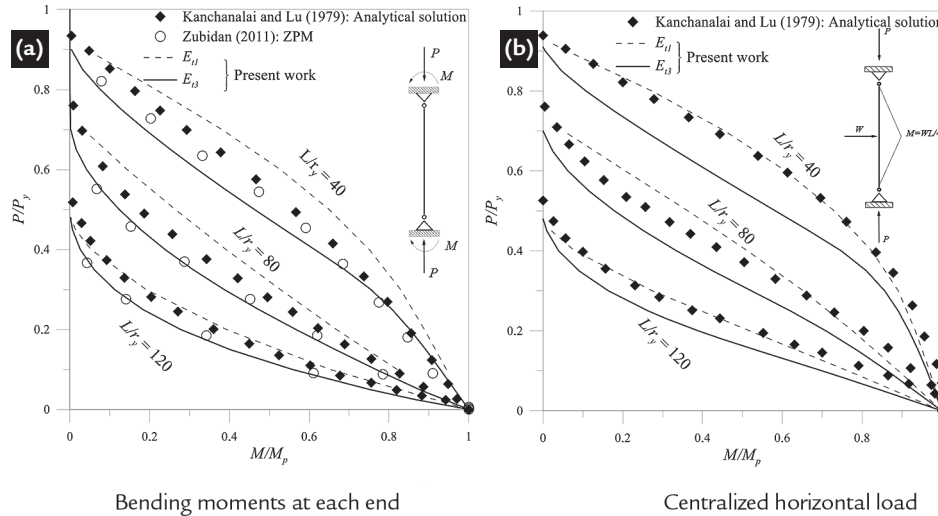 (a)
Kanchanalai and Lu (1979): Analytical solution
Zubidan (2011): ZPM
E_t1
E_t3
Present work
P
M
M
P
L/r_y = 40
L/r_y = 80
L/r_y = 120
P/P_y
1
0.8
0.6
0.4
0.2
0
0
0.2
0.4
0.6
0.8
1
M/M_p
Bending moments at each end
(b)
Kanchanalai and Lu (1979): Analytical solution
E_t1
E_t3
Present work
P
W
M=WL/
P
L/r_y = 40
L/r_y = 80
L/r_y = 120
P/P_y
1
0.8
0.6
0.4
0.2
0
0
0.2
0.4
0.6
0.8
M/M_p
Centralized horizontal load